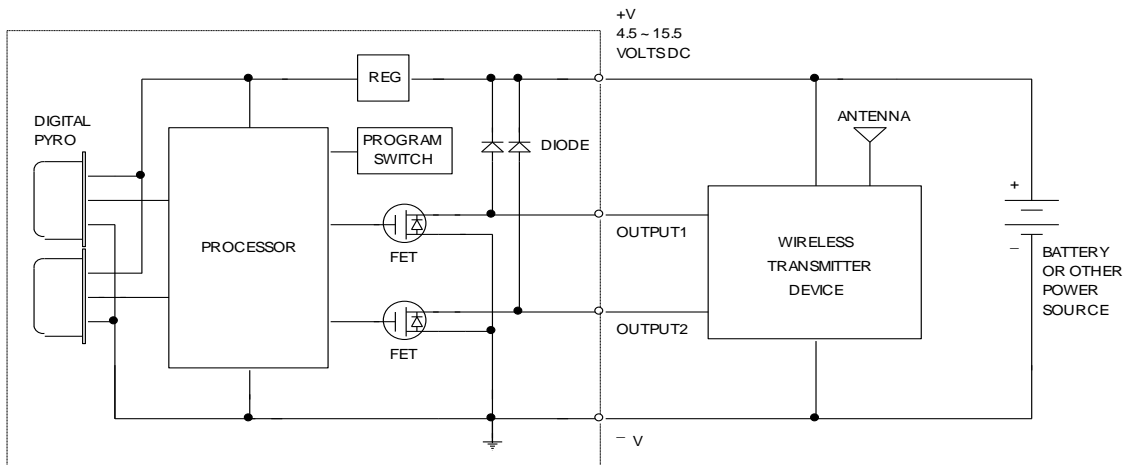 +V
4.5 ~ 15.5
VOLTS DC
REG
DIGITAL
PYRO
PROGRAM
SWITCH
DIODE
ANTENNA
PROCESSOR
FET
OUTPUT1
WIRELESS
TRANSMITTER
DEVICE
+
−
BATTERY
OR OTHER
POWER
SOURCE
FET
OUTPUT2
− V